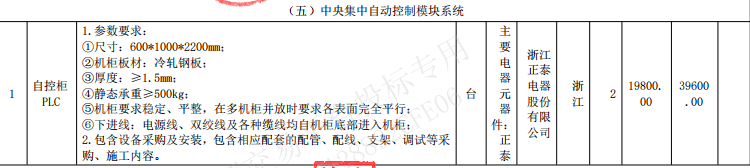 （五）中央集中自动控制模块系统
1
自控柜
PLC
1.参数要求：
①尺寸：600*1000*2200mm；
②机柜板材：冷轧钢板；
③厚度：≥1.5mm；
④静态承重≥500kg；
⑤机柜要求稳定、平整，在多机柜并放时要求各表面完全平行；
⑥下进线：电源线、双绞线及各种缆线均自机柜底部进入机柜；
2.包含设备采购及安装，包含相应配套的配管、配线、支架、调试等采
购、施工内容。
台
主
要
电
器
元
器
件：
正
泰
浙江
正泰
电器
股份
有限
公司
浙
江
2
19800.
00
39600
.00